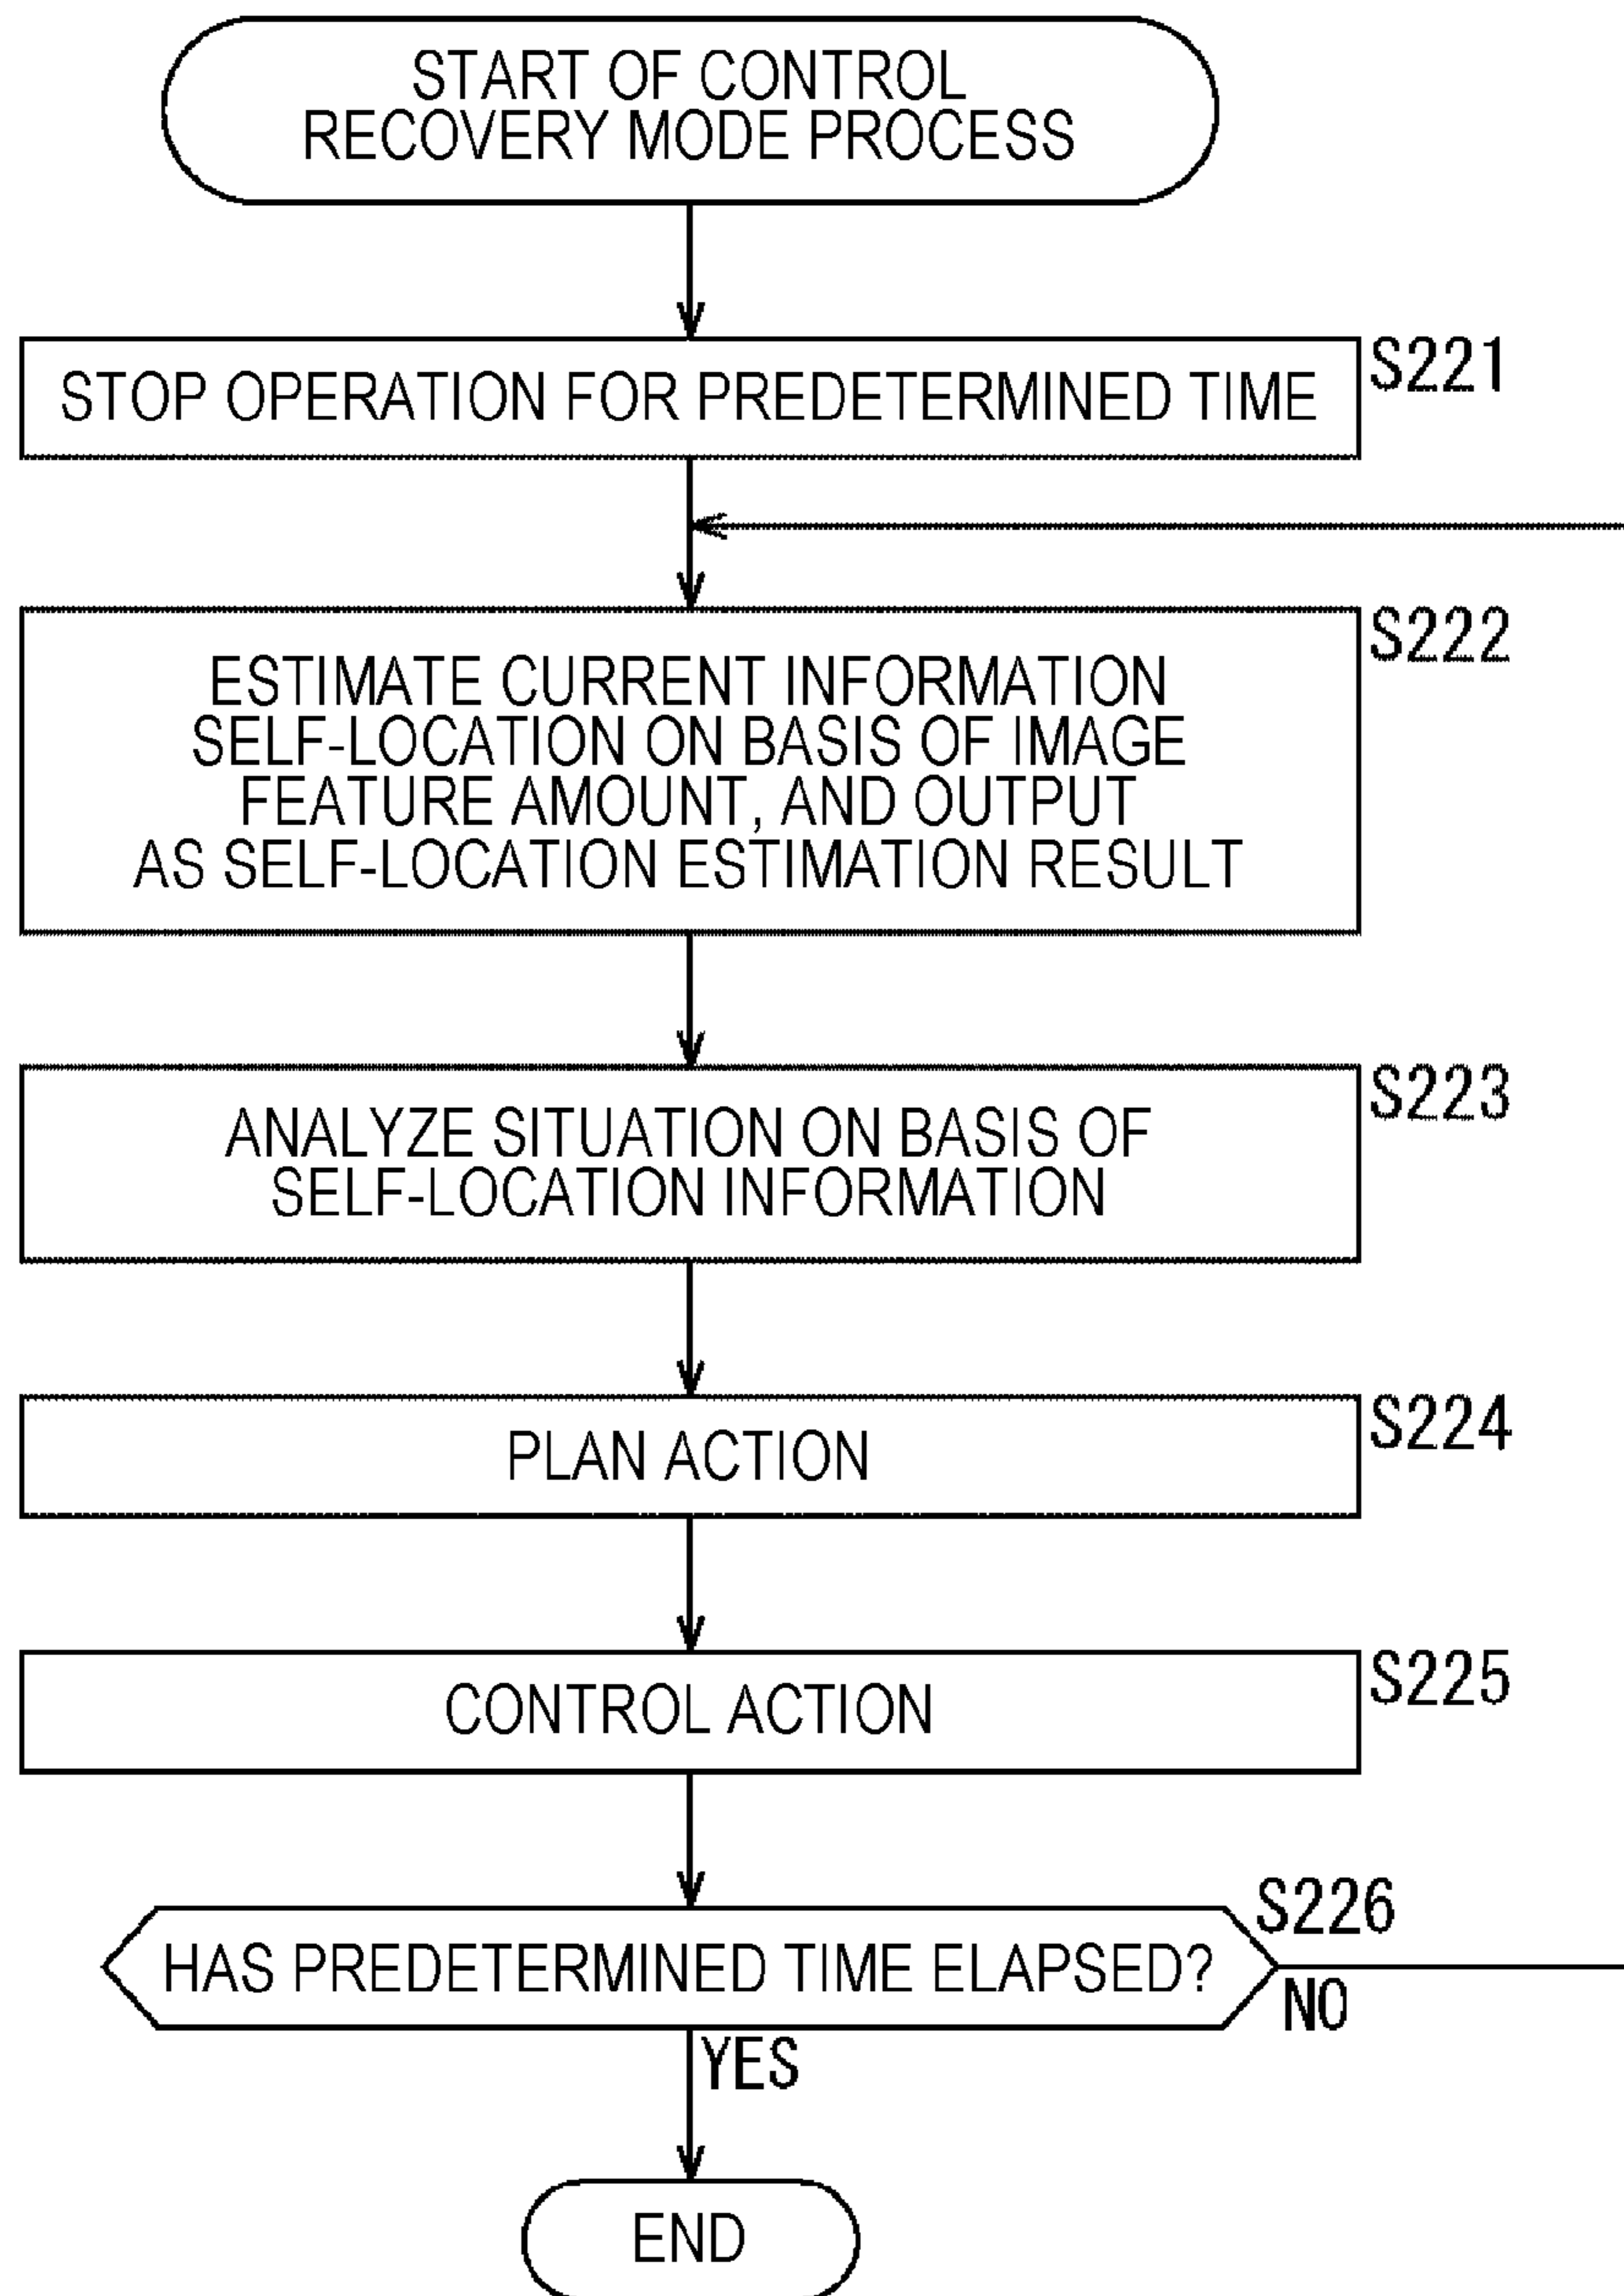 START OF CONTROL
RECOVERY MODE PROCESS
STOP OPERATION FOR PREDETERMINED TIME
S221
ESTIMATE CURRENT INFORMATION
SELF-LOCATION ON BASIS OF IMAGE
FEATURE AMOUNT, AND OUTPUT
AS SELF-LOCATION ESTIMATION RESULT
S222
ANALYZE SITUATION ON BASIS OF
SELF-LOCATION INFORMATION
S223
PLAN ACTION
S224
CONTROL ACTION
S225
HAS PREDETERMINED TIME ELAPSED?
S226
NO
YES
END